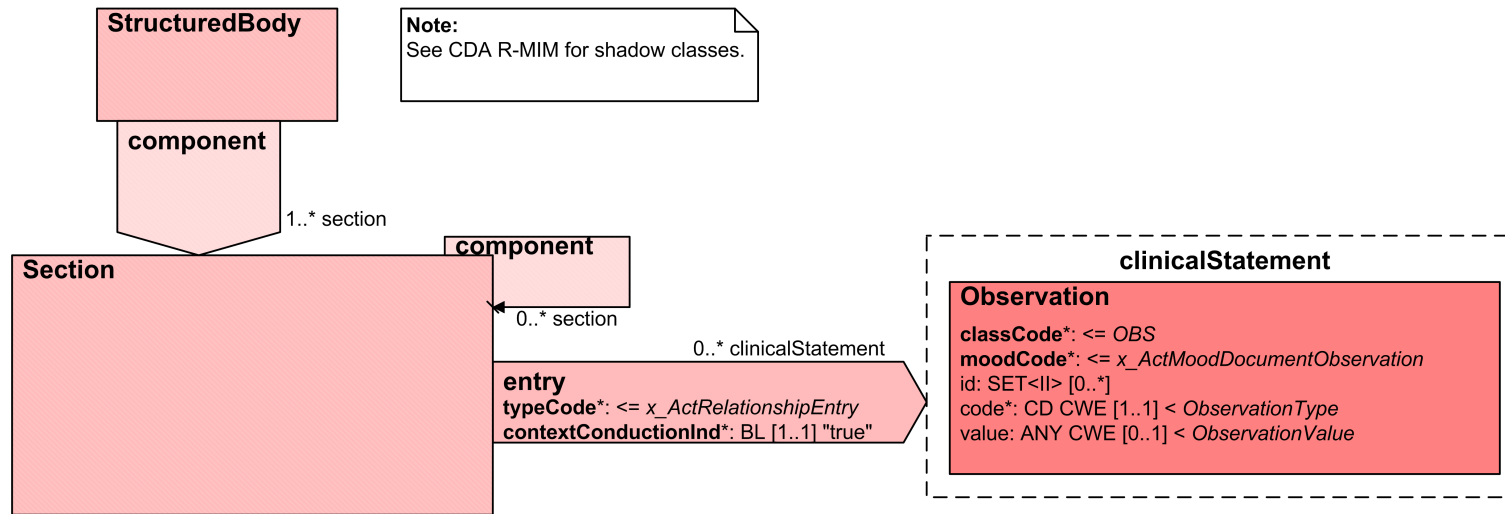 StructuredBody
Note:
See CDA R-MIM for shadow classes.
component
1..* section
component
Section
0..* section
clinicalStatement
Observation
classCode*: <= OBS
moodCode*: <= x_ActMoodDocumentObservation
id: SET<II> [0..*]
code*: CD CWE [1..1] < ObservationType
value: ANY CWE [0..1] < ObservationValue
0..* clinicalStatement
entry
typeCode*: <= x_ActRelationshipEntry
contextConductionInd*: BL [1..1] "true"